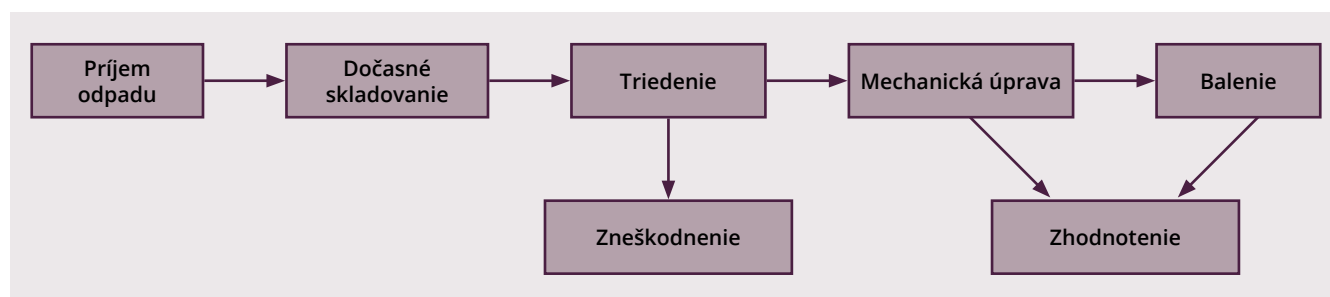 Príjem
odpadu
Dočasné
skladovanie
Triedenie
Mechanická úprava
Balenie
Zneškodnenie
Zhodnotenie